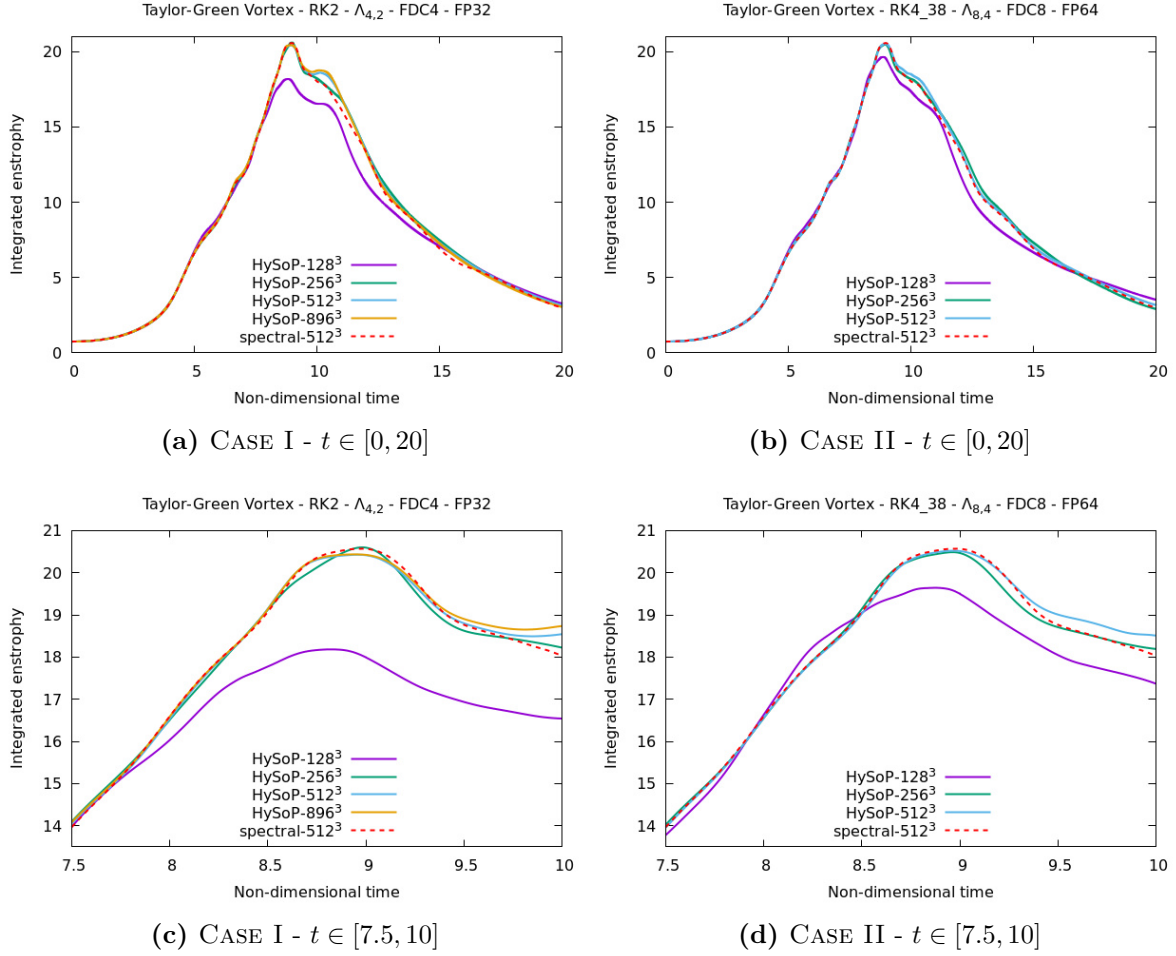 Taylor-Green Vortex - RK2 - Λ4,2 - FDC4 - FP32
Integrated enstrophy
20
15
10
5
0
HySoP-128³
HySoP-256³
HySoP-512³
HySoP-896³
spectral-512³
0 5 10 15 20
Non-dimensional time
(a) CASE I - t ∈ [0, 20]
Taylor-Green Vortex - RK4_38 - Λ8,4 - FDC8 - FP64
Integrated enstrophy
20
15
10
5
0
HySoP-128³
HySoP-256³
HySoP-512³
spectral-512³
0 5 10 15 20
Non-dimensional time
(b) CASE II - t ∈ [0, 20]
Taylor-Green Vortex - RK2 - Λ4,2 - FDC4 - FP32
Integrated enstrophy
21
20
19
18
17
16
15
14
HySoP-128³
HySoP-256³
HySoP-512³
HySoP-896³
spectral-512³
7.5 8 8.5 9 9.5 10
Non-dimensional time
(c) CASE I - t ∈ [7.5, 10]
Taylor-Green Vortex - RK4_38 - Λ8,4 - FDC8 - FP64
Integrated enstrophy
21
20
19
18
17
16
15
14
HySoP-128³
HySoP-256³
HySoP-512³
spectral-512³
7.5 8 8.5 9 9.5 10
Non-dimensional time
(d) CASE II - t ∈ [7.5, 10]